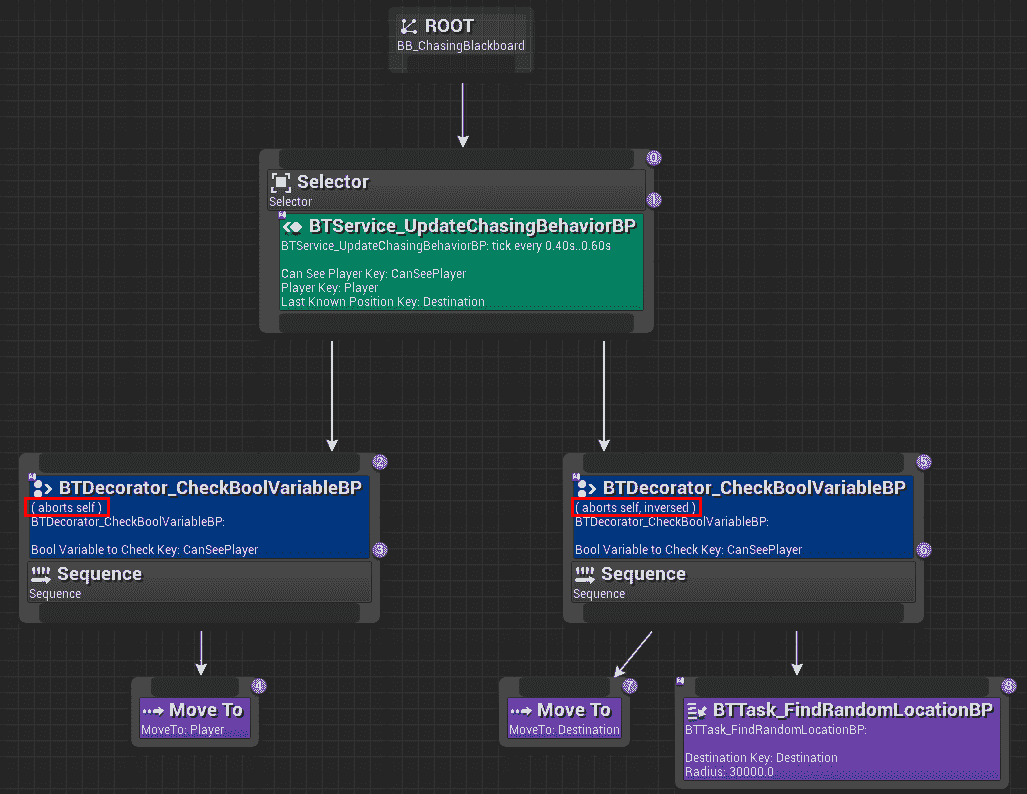 ROOT
BB_ChasingBlackboard
0
Selector
1
Selector
BTService_UpdateChasingBehaviorBP
BTService_UpdateChasingBehaviorBP: tick every 0.40s..0.60s
Can See Player Key: CanSeePlayer
Player Key: Player
Last Known Position Key: Destination
2
BTDecorator_CheckBoolVariableBP
( aborts self )
BTDecorator_CheckBoolVariableBP:
Bool Variable to Check Key: CanSeePlayer
3
Sequence
Sequence
5
BTDecorator_CheckBoolVariableBP
( aborts self, inversed )
BTDecorator_CheckBoolVariableBP:
Bool Variable to Check Key: CanSeePlayer
6
Sequence
Sequence
4
Move To
MoveTo: Player
7
Move To
MoveTo: Destination
8
BTTask_FindRandomLocationBP
BTTask_FindRandomLocationBP:
Destination Key: Destination
Radius: 30000.0